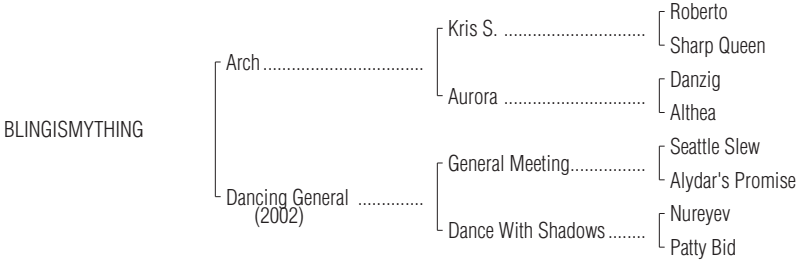 Roberto
Kris S. ..............................
Sharp Queen
Arch..................................
Danzig
Aurora ..............................
Althea
BLINGISMYTHING
Seattle Slew
General Meeting................
Alydar's Promise
Dancing General ..............
(2002)
Nureyev
Dance With Shadows ........
Patty Bid